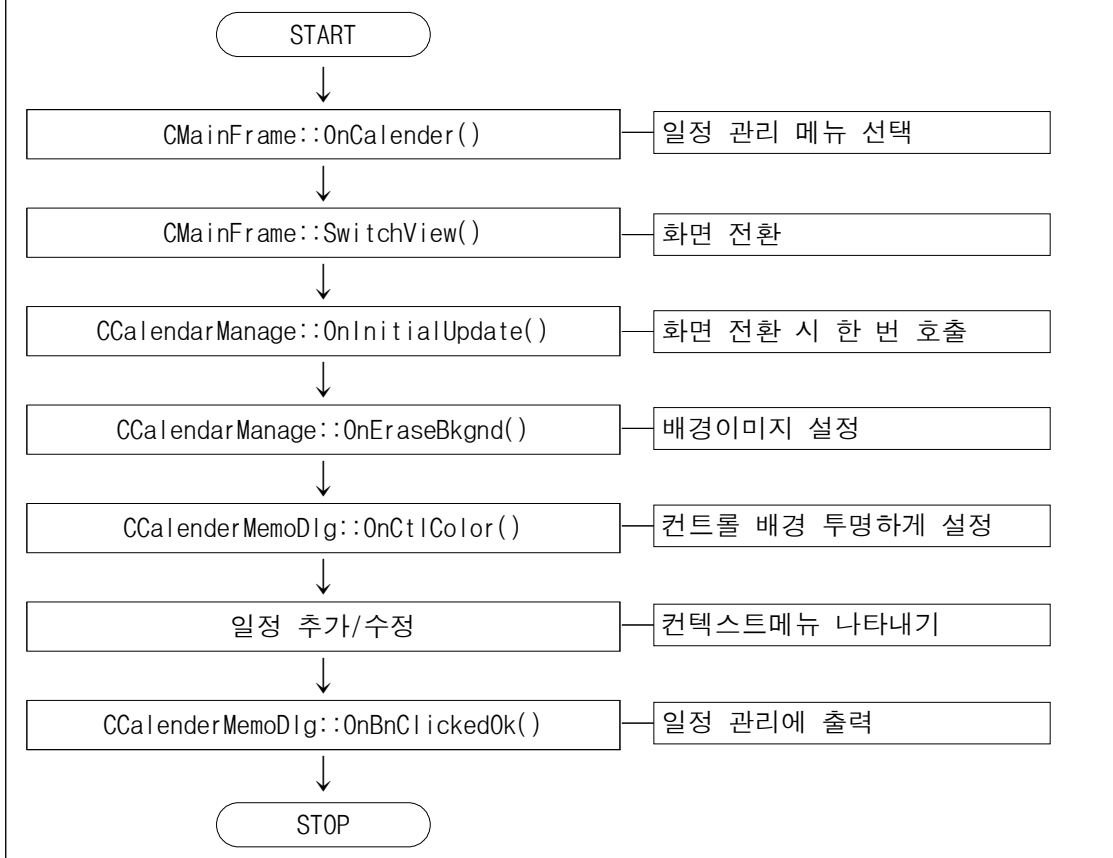 START
CMainFrame::OnCalender()
일정 관리 메뉴 선택
CMainFrame::SwitchView()
화면 전환
CCalendarManage::OnInitialUpdate()
화면 전환 시 한 번 호출
CCalendarManage::OnEraseBkgnd()
배경이미지 설정
CCalenderMemoDlg::OnCtlColor()
컨트롤 배경 투명하게 설정
일정 추가/수정
컨텍스트메뉴 나타내기
CCalenderMemoDlg::OnBnClickedOk()
일정 관리에 출력
STOP